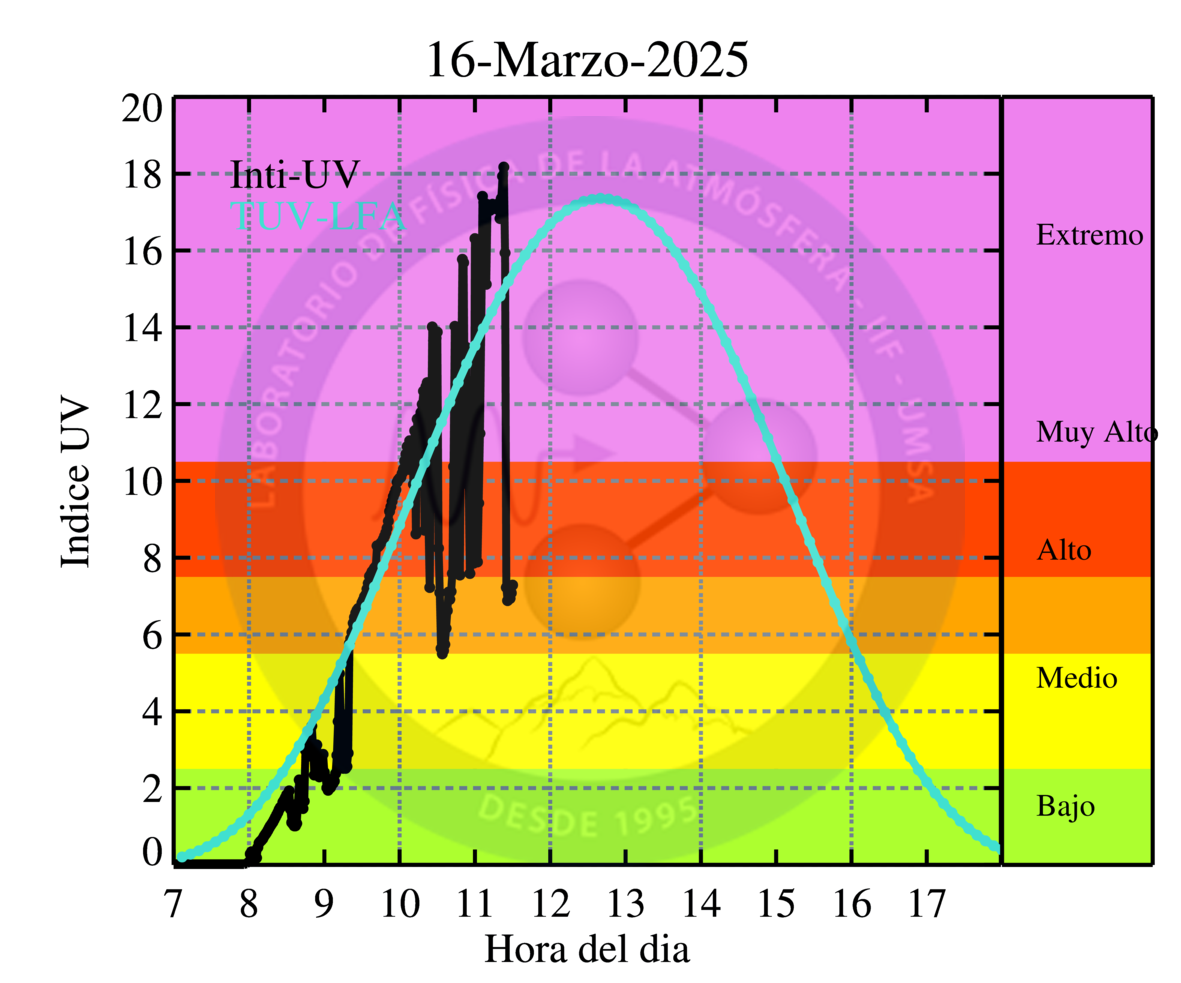 16-Marzo-2025
Inti-UV
TUV-LFA
LABORATORIO DE FÍSICA DE LA ATMÓSFERA - IIF - UMSA
DESDE 1995
Indice UV
20
18
16
14
12
10
8
6
4
2
0
Extremo
Muy Alto
Alto
Medio
Bajo
7 8 9 10 11 12 13 14 15 16 17
Hora del dia